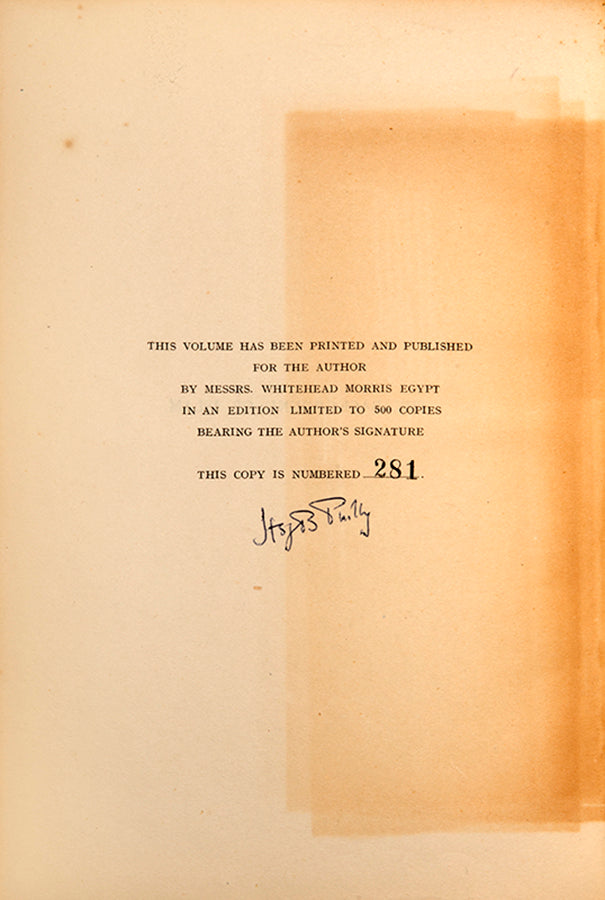 THIS VOLUME HAS BEEN PRINTED AND PUBLISHED
FOR THE AUTHOR
BY MESSRS. WHITEHEAD MORRIS EGYPT
IN AN EDITION LIMITED TO 500 COPIES
BEARING THE AUTHOR'S SIGNATURE
THIS COPY IS NUMBERED 281.